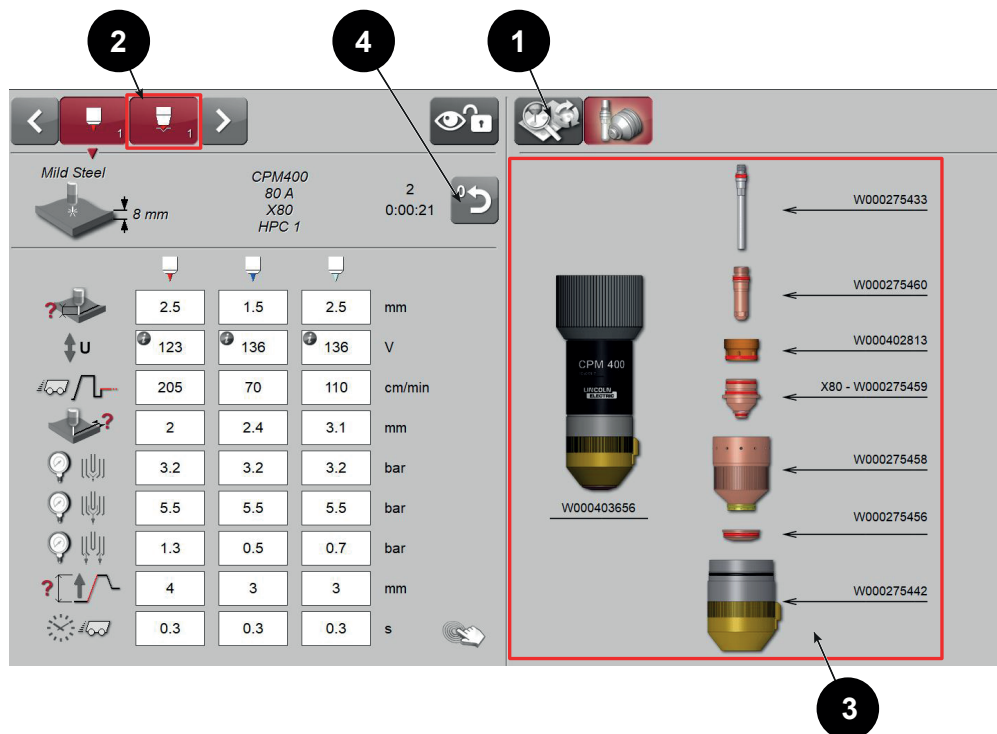 2
4
1
1
1
Mild Steel
8 mm
CPM400
80 A
X80
HPC 1
2
0:00:21
0
2.5 1.5 2.5 mm
U 123 136 136 V
205 70 110 cm/min
2 2.4 3.1 mm
3.2 3.2 3.2 bar
5.5 5.5 5.5 bar
1.3 0.5 0.7 bar
4 3 3 mm
0.3 0.3 0.3 s
?
?
?
CPM 400
LINCOLN
ELECTRIC
W000403656
W000275433
W000275460
W000402813
X80 - W000275459
W000275458
W000275456
W000275442
3